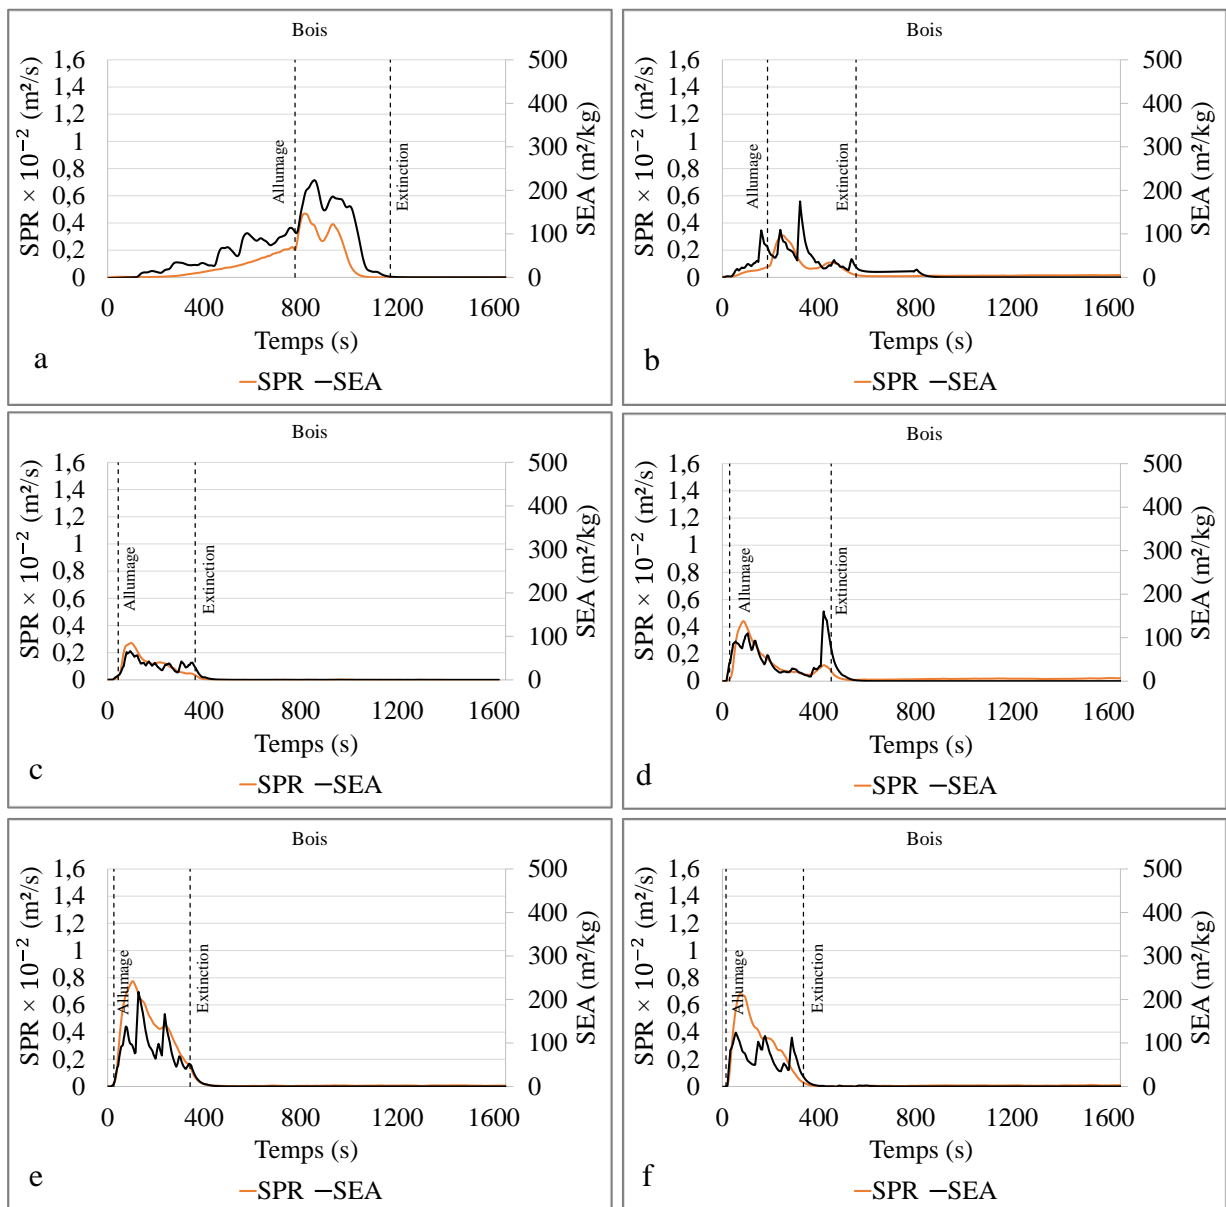 Bois
SPR × 10⁻² (m²/s)
1,6
1,4
1,2
1
0,8
0,6
0,4
0,2
0
500
400
300
200
100
0
SEA (m²/kg)
Allumage
Extinction
0 400 800 1200 1600
Temps (s)
a
SPR SEA
Bois
SPR × 10⁻² (m²/s)
1,6
1,4
1,2
1
0,8
0,6
0,4
0,2
0
500
400
300
200
100
0
SEA (m²/kg)
Allumage
Extinction
0 400 800 1200 1600
Temps (s)
b
SPR SEA
Bois
SPR × 10⁻² (m²/s)
1,6
1,4
1,2
1
0,8
0,6
0,4
0,2
0
500
400
300
200
100
0
SEA (m²/kg)
Allumage
Extinction
0 400 800 1200 1600
Temps (s)
c
SPR SEA
Bois
SPR × 10⁻² (m²/s)
1,6
1,4
1,2
1
0,8
0,6
0,4
0,2
0
500
400
300
200
100
0
SEA (m²/kg)
Allumage
Extinction
0 400 800 1200 1600
Temps (s)
d
SPR SEA
Bois
SPR × 10⁻² (m²/s)
1,6
1,4
1,2
1
0,8
0,6
0,4
0,2
0
500
400
300
200
100
0
SEA (m²/kg)
Allumage
Extinction
0 400 800 1200 1600
Temps (s)
e
SPR SEA
Bois
SPR × 10⁻² (m²/s)
1,6
1,4
1,2
1
0,8
0,6
0,4
0,2
0
500
400
300
200
100
0
SEA (m²/kg)
Allumage
Extinction
0 400 800 1200 1600
Temps (s)
f
SPR SEA